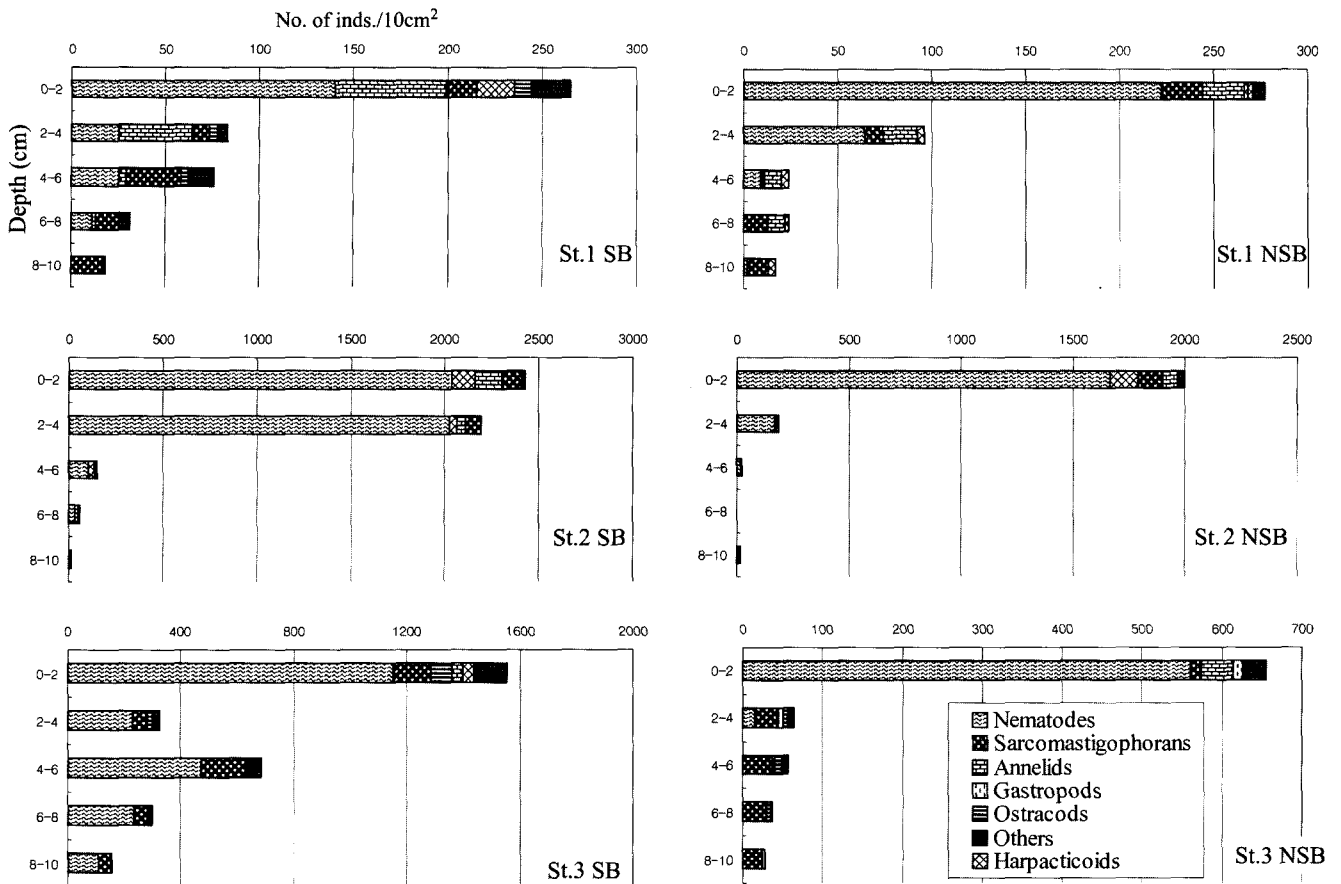 No. of inds./10cm²
0 50 100 150 200 250 300
Depth (cm)
0-2
2-4
4-6
6-8
8-10
St.1 SB
0 50 100 150 200 250 300
0-2
2-4
4-6
6-8
8-10
St.1 NSB
0 500 1000 1500 2000 2500 3000
0-2
2-4
4-6
6-8
8-10
St.2 SB
0 500 1000 1500 2000 2500
0-2
2-4
4-6
6-8
8-10
St. 2 NSB
0 400 800 1200 1600 2000
0-2
2-4
4-6
6-8
8-10
St.3 SB
0 100 200 300 400 500 600 700
0-2
2-4
4-6
6-8
8-10
Nematodes
Sarcomastigophorans
Annelids
Gastropods
Ostracods
Others
Harpacticoids
St.3 NSB